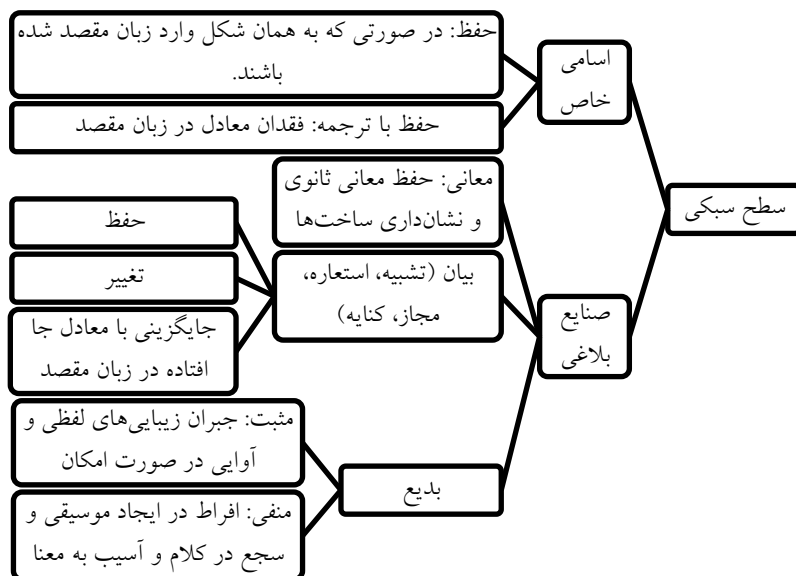 سطح سبکی
اسامی
خاص
حفظ: در صورتی که به همان شکل وارد زبان مقصد شده
باشند.
حفظ با ترجمه: فقدان معادل در زبان مقصد
صنایع
بلاغی
معانی: حفظ معانی ثانوی
و نشان‌داری ساخت‌ها
بیان (تشبیه، استعاره،
مجاز، کنایه)
حفظ
تغییر
جایگزینی با معادل جا
افتاده در زبان مقصد
بدیع
مثبت: جبران زیبایی‌های لفظی و
آوایی در صورت امکان
منفی: افراط در ایجاد موسیقی و
سجع در کلام و آسیب به معنا